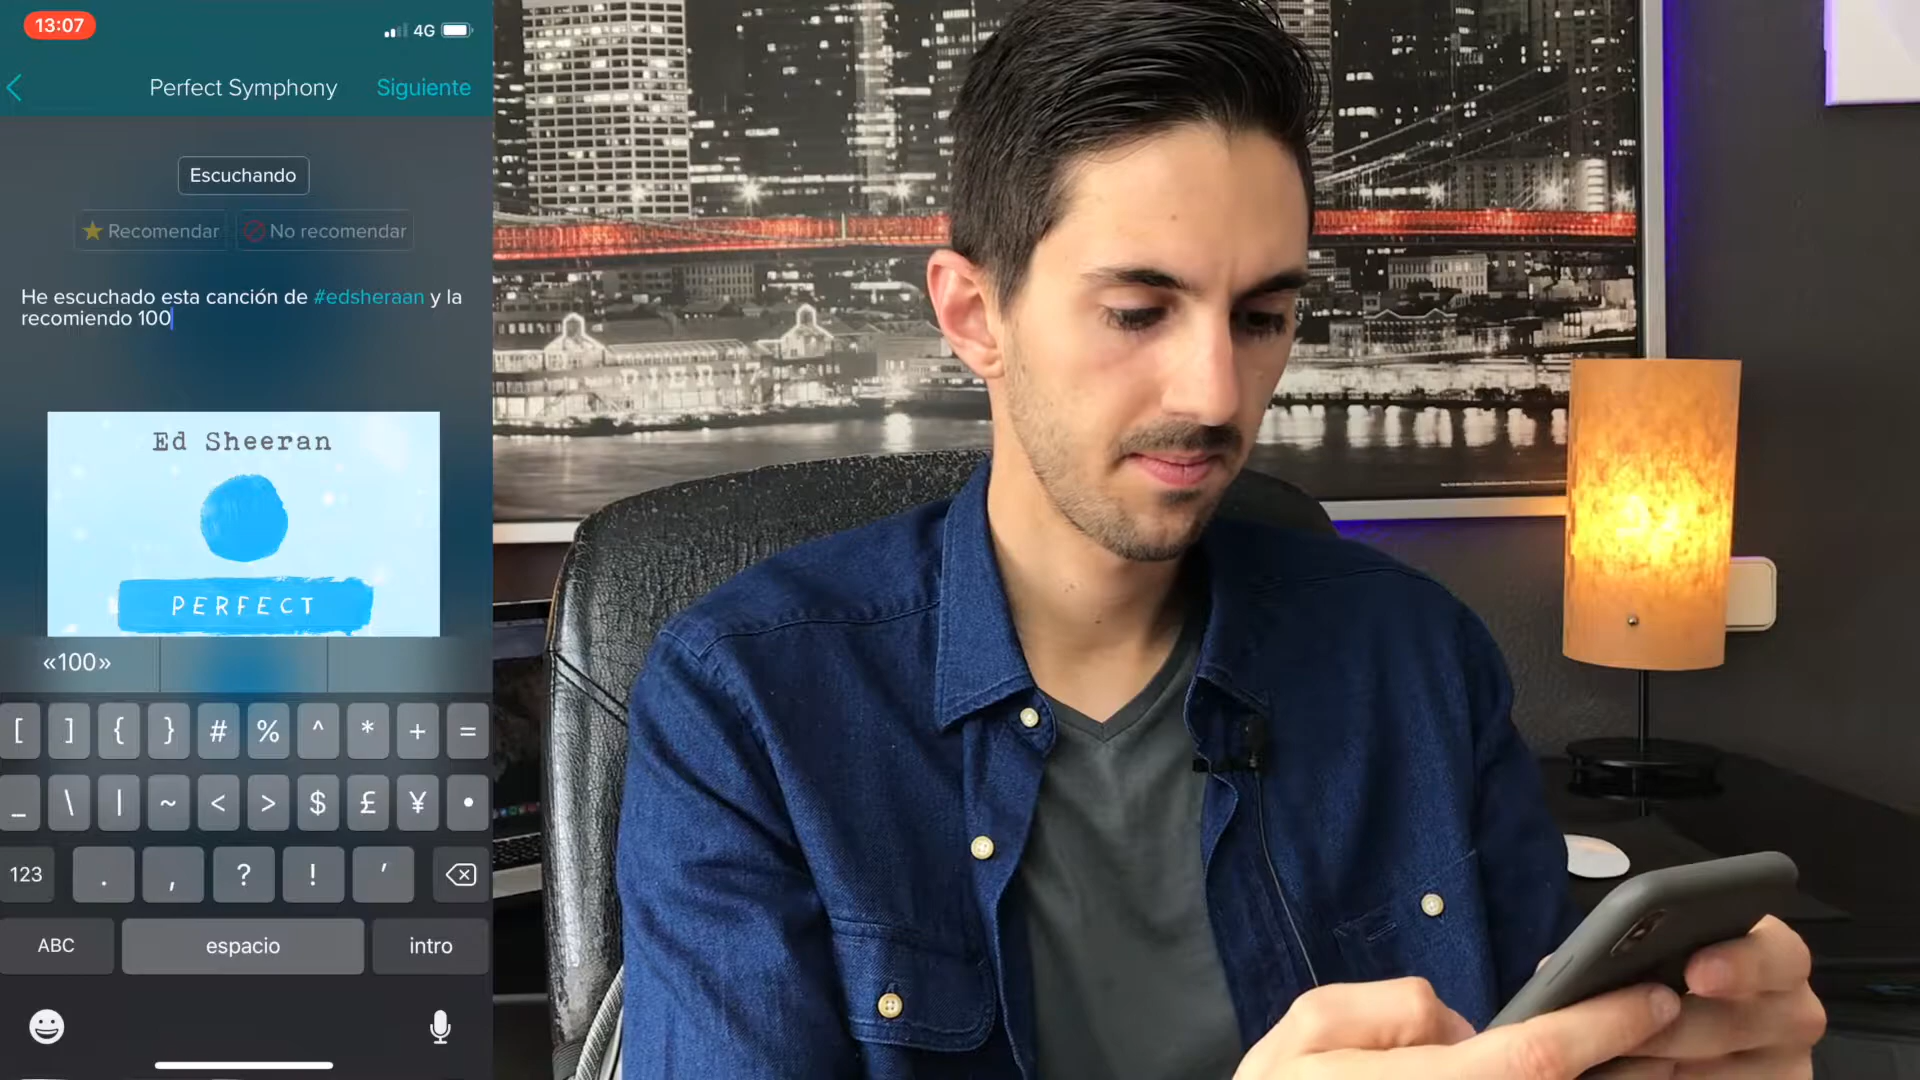 13:07
4G
Perfect Symphony Siguiente
Escuchando
Recomendar No recomendar
He escuchado esta canción de #edsheraan y la
recomiendo 100
Ed Sheeran
PERFECT
«100»
[ ] { } # % ^ * + =
_ \ | ~ < > $ £ ¥ •
123 . , ? ! ’
ABC espacio intro